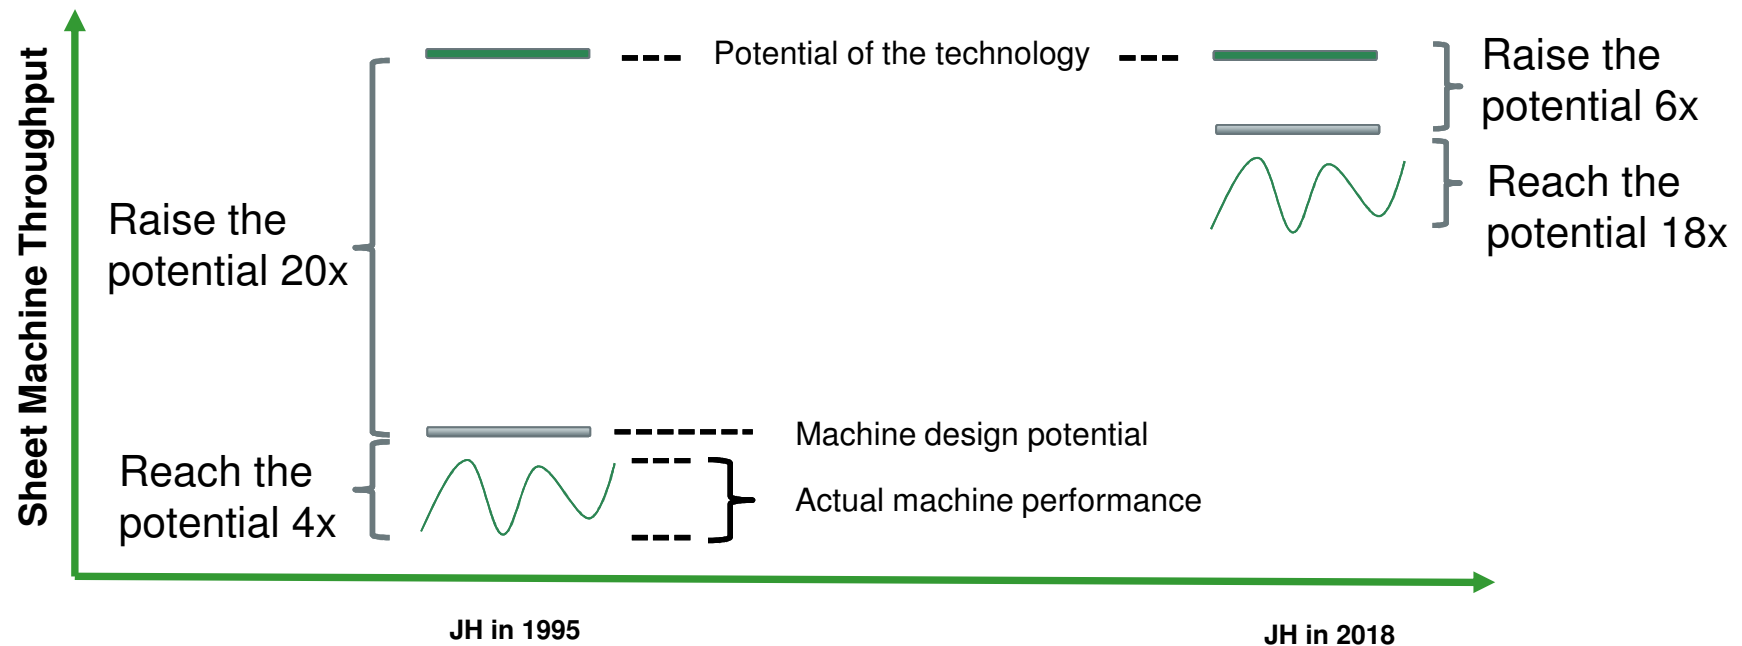 Sheet Machine Throughput
Potential of the technology
Raise the
potential 6x
Reach the
potential 18x
Raise the
potential 20x
Machine design potential
Reach the
potential 4x
Actual machine performance
JH in 1995
JH in 2018